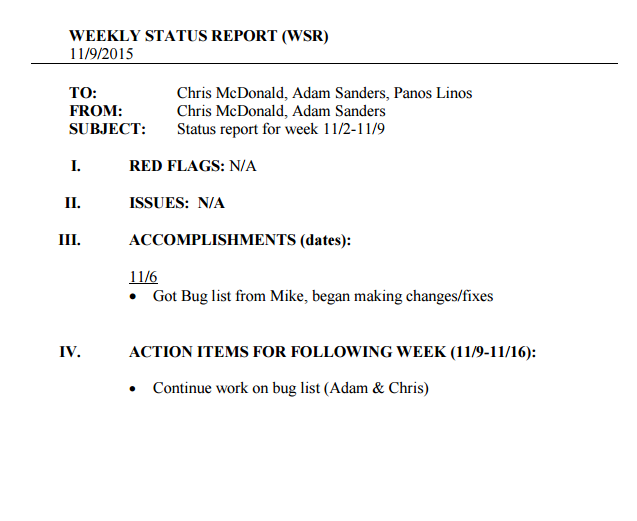 WEEKLY STATUS REPORT (WSR)
11/9/2015
TO: Chris McDonald, Adam Sanders, Panos Linos
FROM: Chris McDonald, Adam Sanders
SUBJECT: Status report for week 11/2-11/9
I. RED FLAGS: N/A
II. ISSUES: N/A
III. ACCOMPLISHMENTS (dates):
11/6
• Got Bug list from Mike, began making changes/fixes
IV. ACTION ITEMS FOR FOLLOWING WEEK (11/9-11/16):
• Continue work on bug list (Adam & Chris)